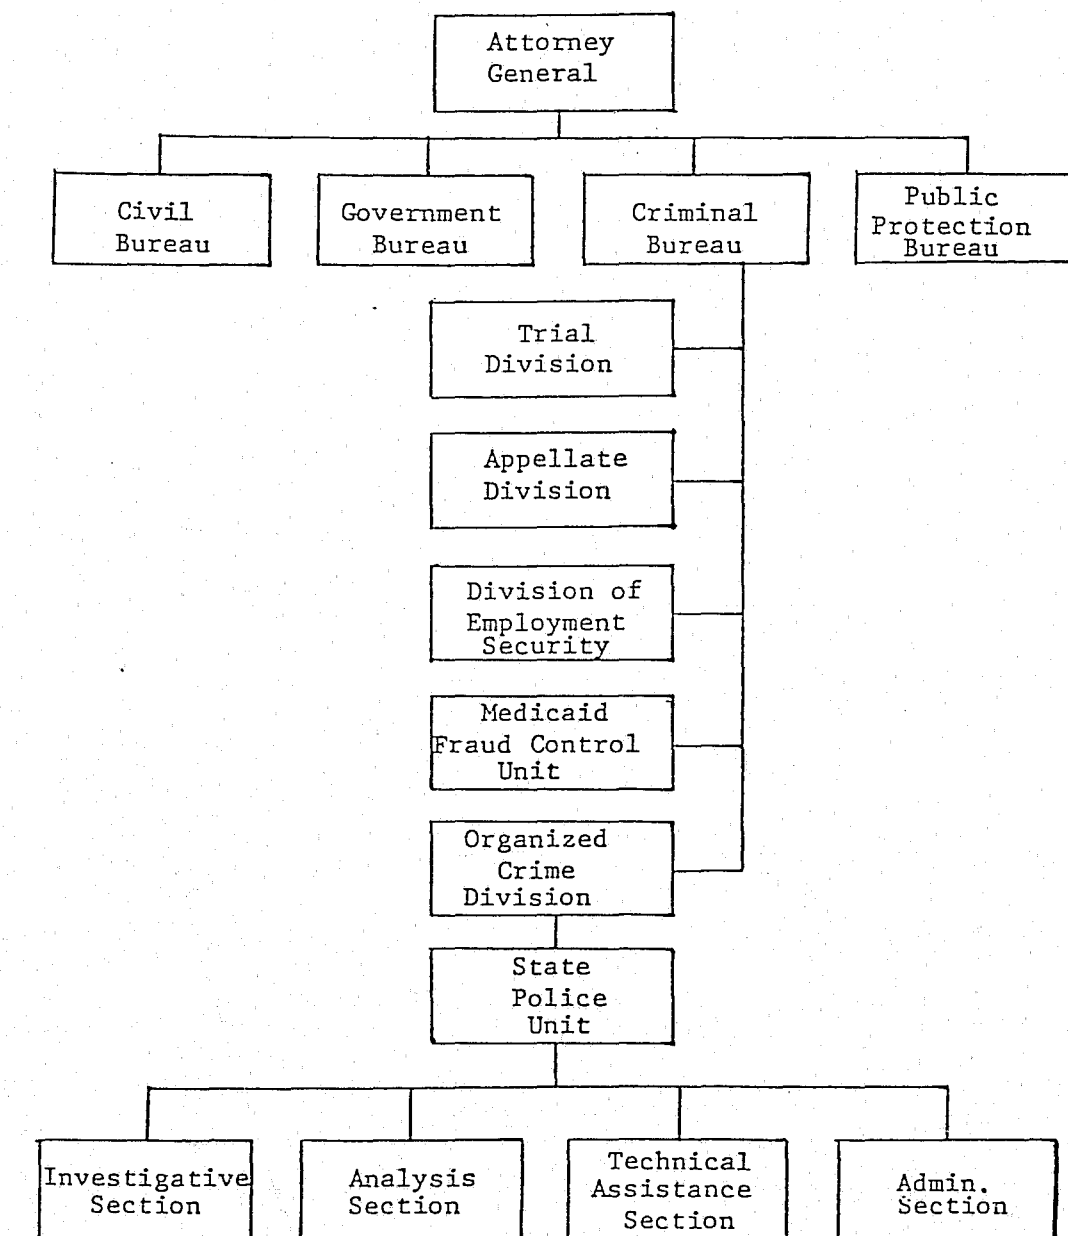 Attorney
General
Civil
Bureau
Government
Bureau
Criminal
Bureau
Public
Protection
Bureau
Trial
Division
Appellate
Division
Division of
Employment
Security
Medicaid
Fraud Control
Unit
Organized
Crime
Division
State
Police
Unit
Investigative
Section
Analysis
Section
Technical
Assistance
Section
Admin.
Section